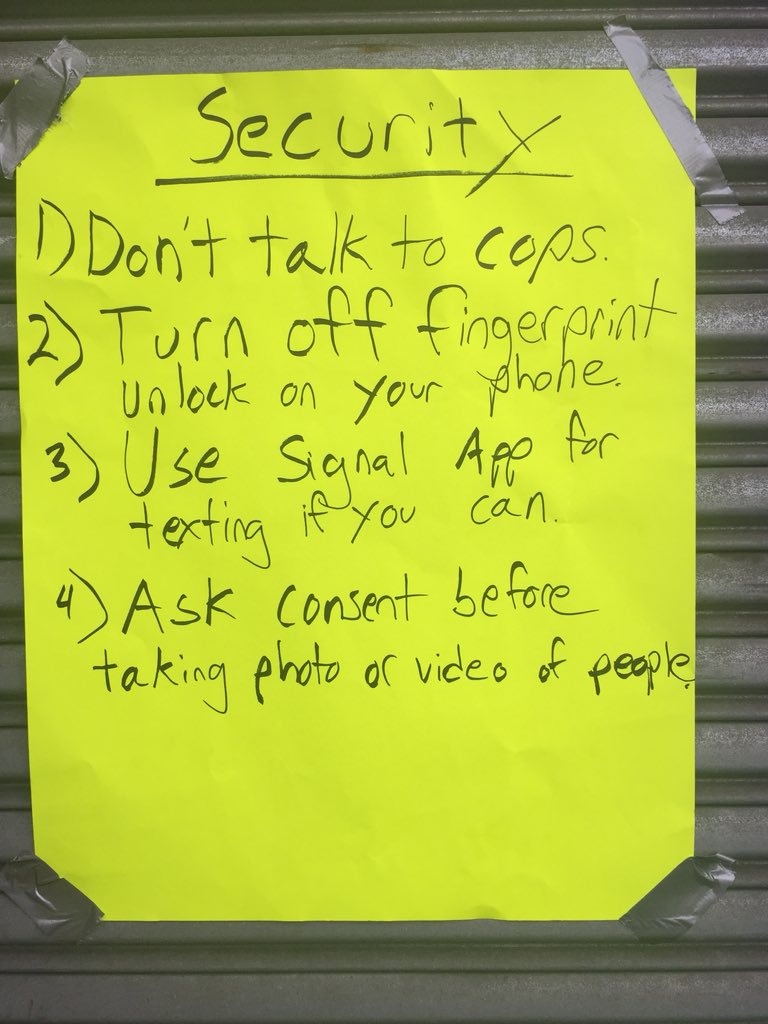 Security
1) Don't talk to cops.
2) Turn off fingerprint
unlock on your phone.
3) Use Signal App for
texting if you can.
4) Ask consent before
taking photo or video of people.